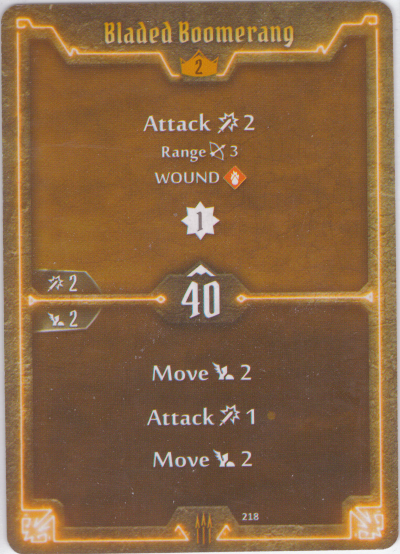 Bladed Boomerang
2
Attack 2
Range 3
WOUND
1
2
40
2
Move 2
Attack 1
Move 2
218